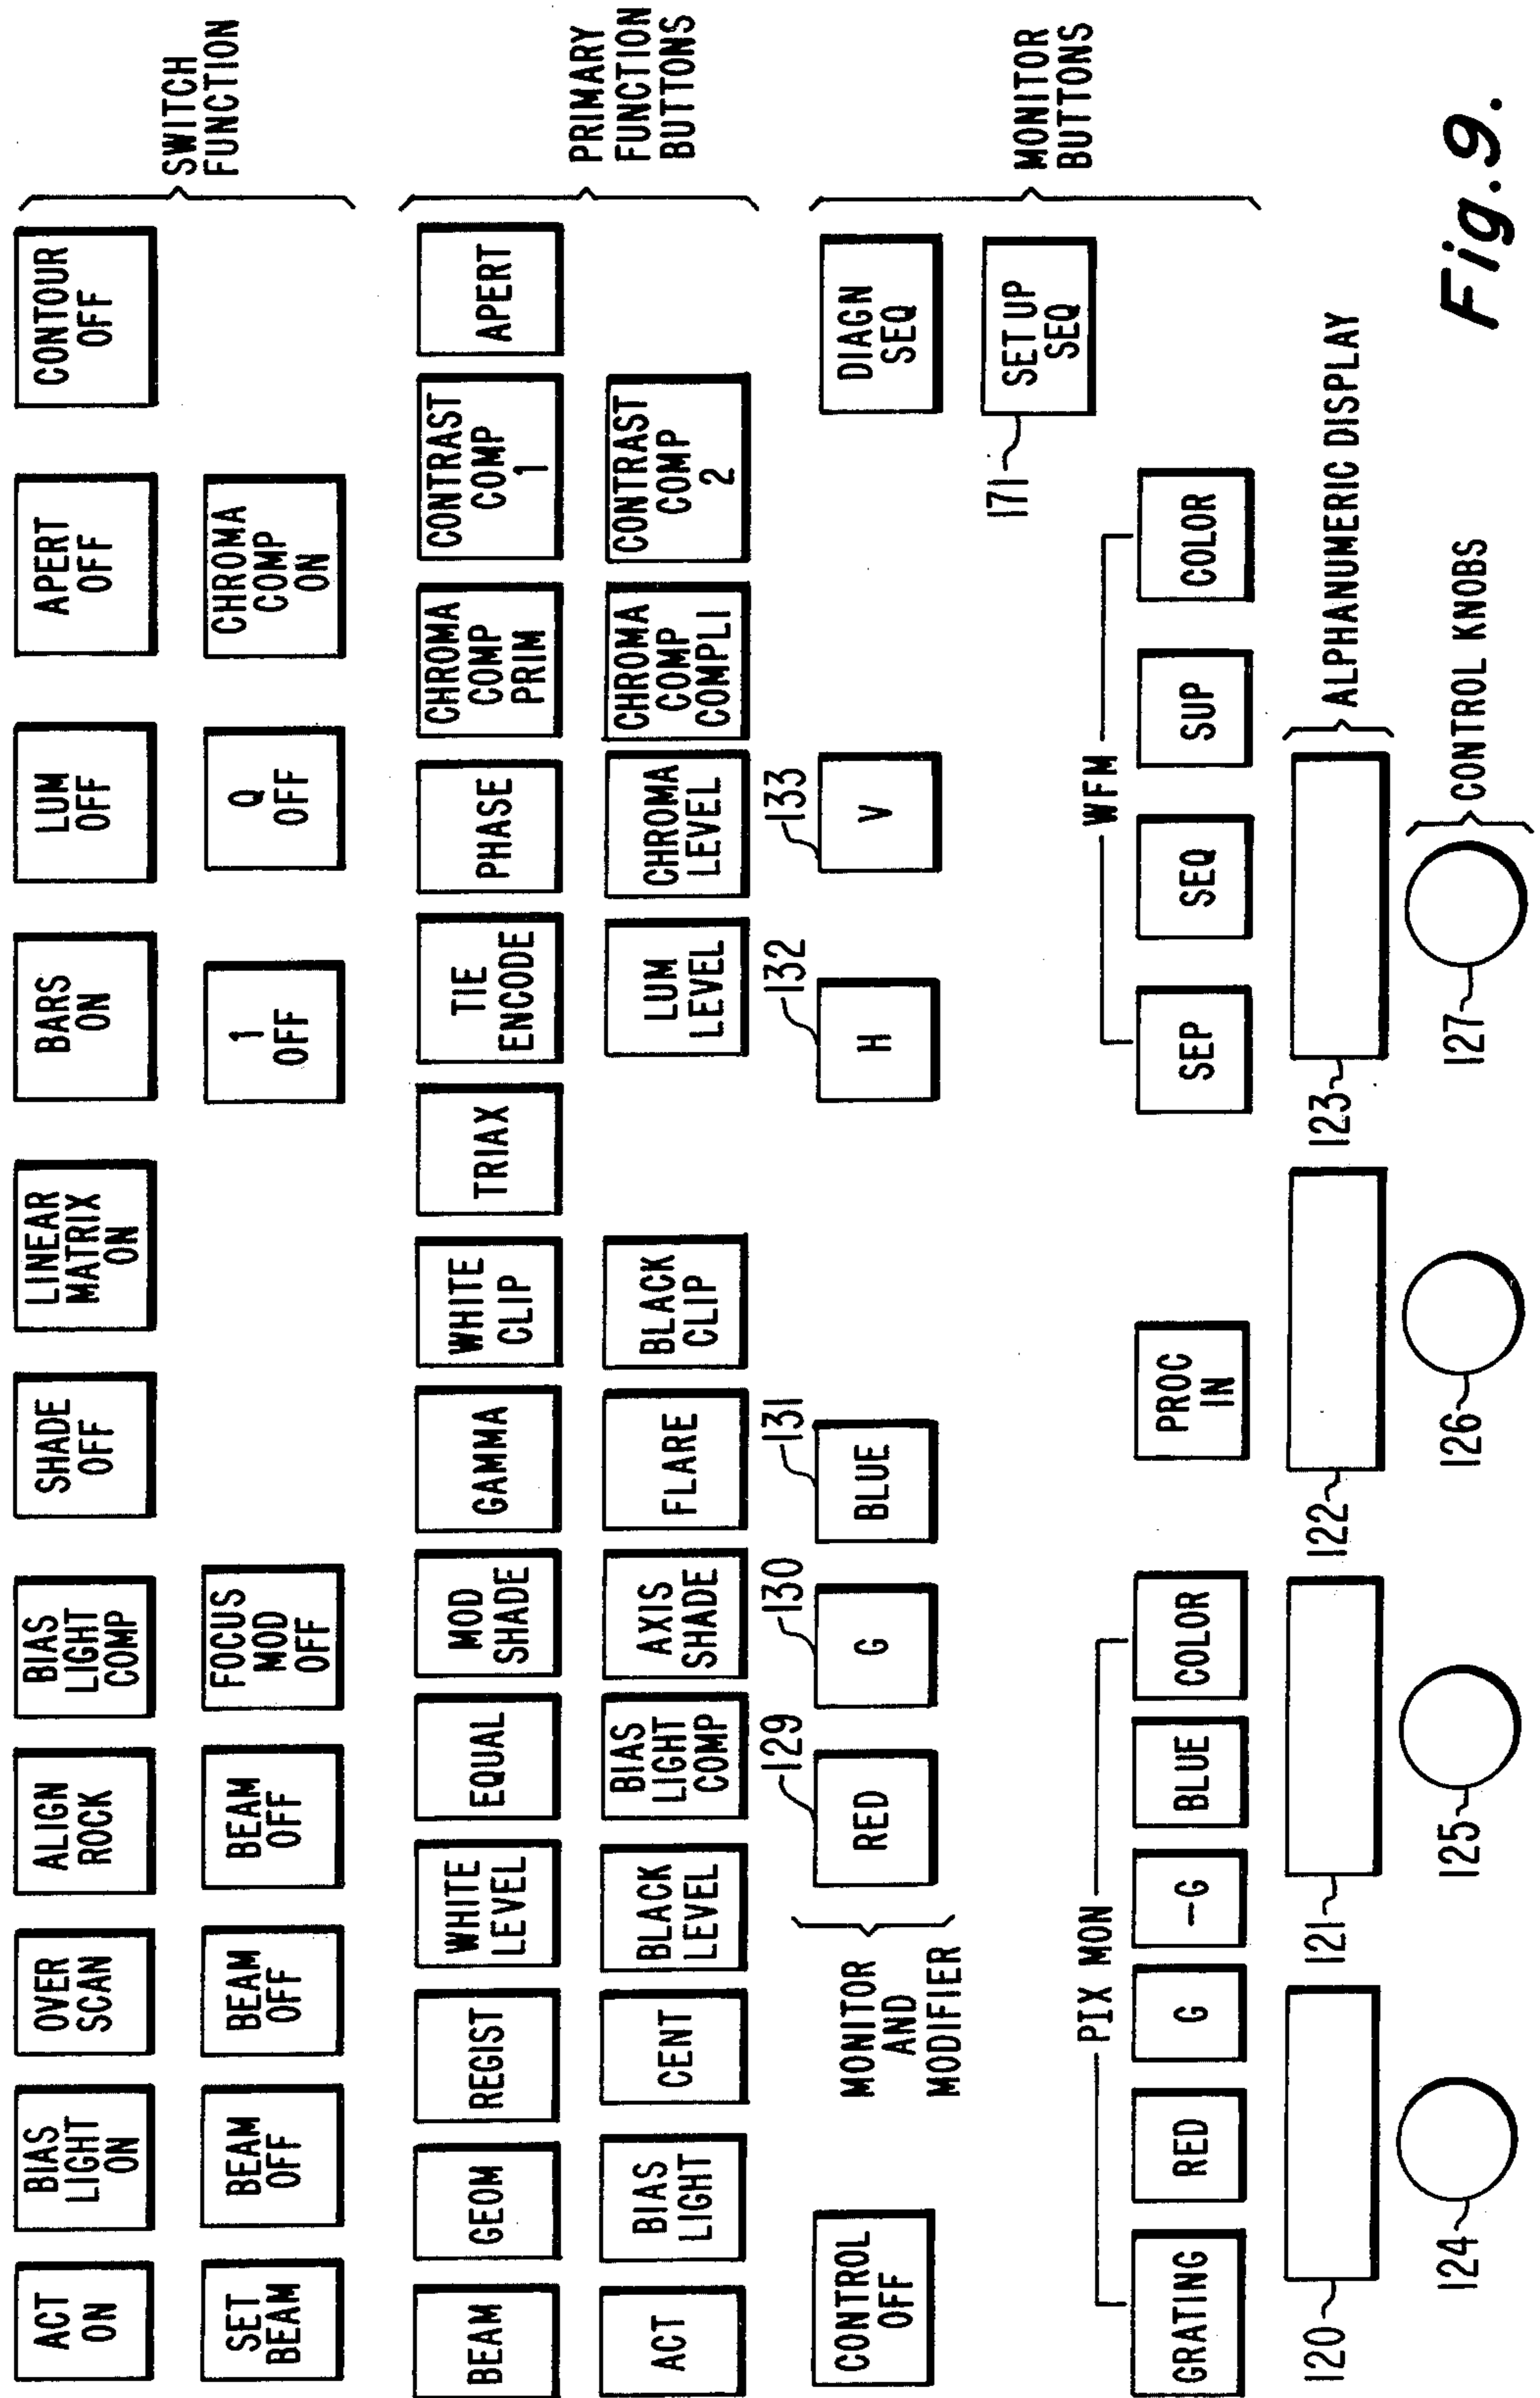 ACT
ON
BIAS
LIGHT
ON
OVER
SCAN
ALIGN
ROCK
BIAS
LIGHT
COMP
SHADE
OFF
LINEAR
MATRIX
ON
BARS
ON
LUM
OFF
APERT
OFF
CONTOUR
OFF
SWITCH
FUNCTION
SET
BEAM
BEAM
OFF
BEAM
OFF
BEAM
OFF
FOCUS
MOD
OFF
1
OFF
Q
OFF
CHROMA
COMP
ON
BEAM
GEOM
REGIST
WHITE
LEVEL
EQUAL
MOD
SHADE
GAMMA
WHITE
CLIP
TRIAX
TIE
ENCODE
PHASE
CHROMA
COMP
PRIM
CONTRAST
COMP
1
APERT
PRIMARY
FUNCTION
BUTTONS
ACT
BIAS
LIGHT
CENT
BLACK
LEVEL
BIAS
LIGHT
COMP
AXIS
SHADE
FLARE
BLACK
CLIP
LUM
LEVEL
CHROMA
LEVEL
CHROMA
COMP
COMPLI
CONTRAST
COMP
2
CONTROL
OFF
MONITOR
AND
MODIFIER
129
RED
130
G
131
BLUE
132
H
133
V
DIAGN
SEQ
171
SET UP
SEQ
MONITOR
BUTTONS
PIX MON
GRATING
RED
G
-G
BLUE
COLOR
PROC
IN
WFM
SEP
SEQ
SUP
COLOR
120
121
122
123
ALPHANUMERIC DISPLAY
124
125
126
127
CONTROL KNOBS
Fig.9.